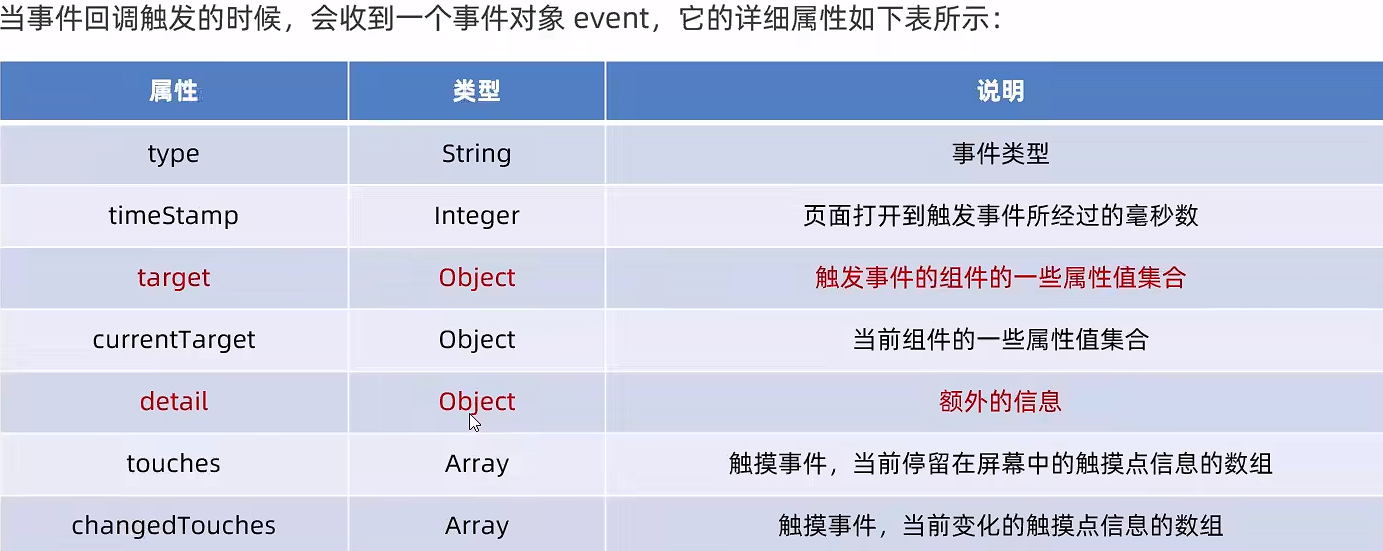 当事件回调触发的时候，会收到一个事件对象 event，它的详细属性如下表所示：
属性 类型 说明
type String 事件类型
timeStamp Integer 页面打开到触发事件所经过的毫秒数
target Object 触发事件的组件的一些属性值集合
currentTarget Object 当前组件的一些属性值集合
detail Object 额外的信息
touches Array 触摸事件，当前停留在屏幕中的触摸点信息的数组
changedTouches Array 触摸事件，当前变化的触摸点信息的数组